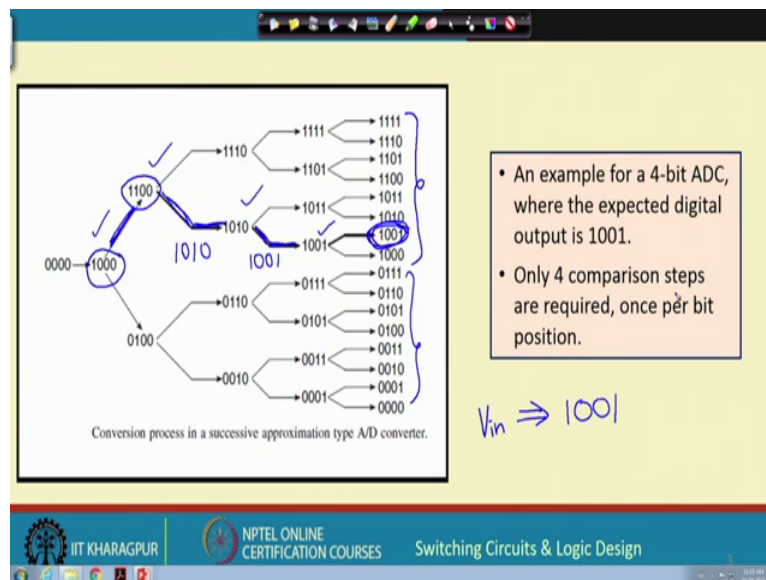 1111
1110
1110
1111
1101
1101
1100
1100
1011
1011
1010
1010
1001
1001
1000
1010
1001
0000
1000
0111
0111
0110
0110
0101
0101
0100
0100
0011
0011
0010
0010
0001
0001
0000
Conversion process in a successive approximation type A/D converter.
• An example for a 4-bit ADC,
where the expected digital
output is 1001.
• Only 4 comparison steps
are required, once per bit
position.
Vin ⇒ 1001
IIT KHARAGPUR
NPTEL ONLINE
CERTIFICATION COURSES
Switching Circuits & Logic Design
3